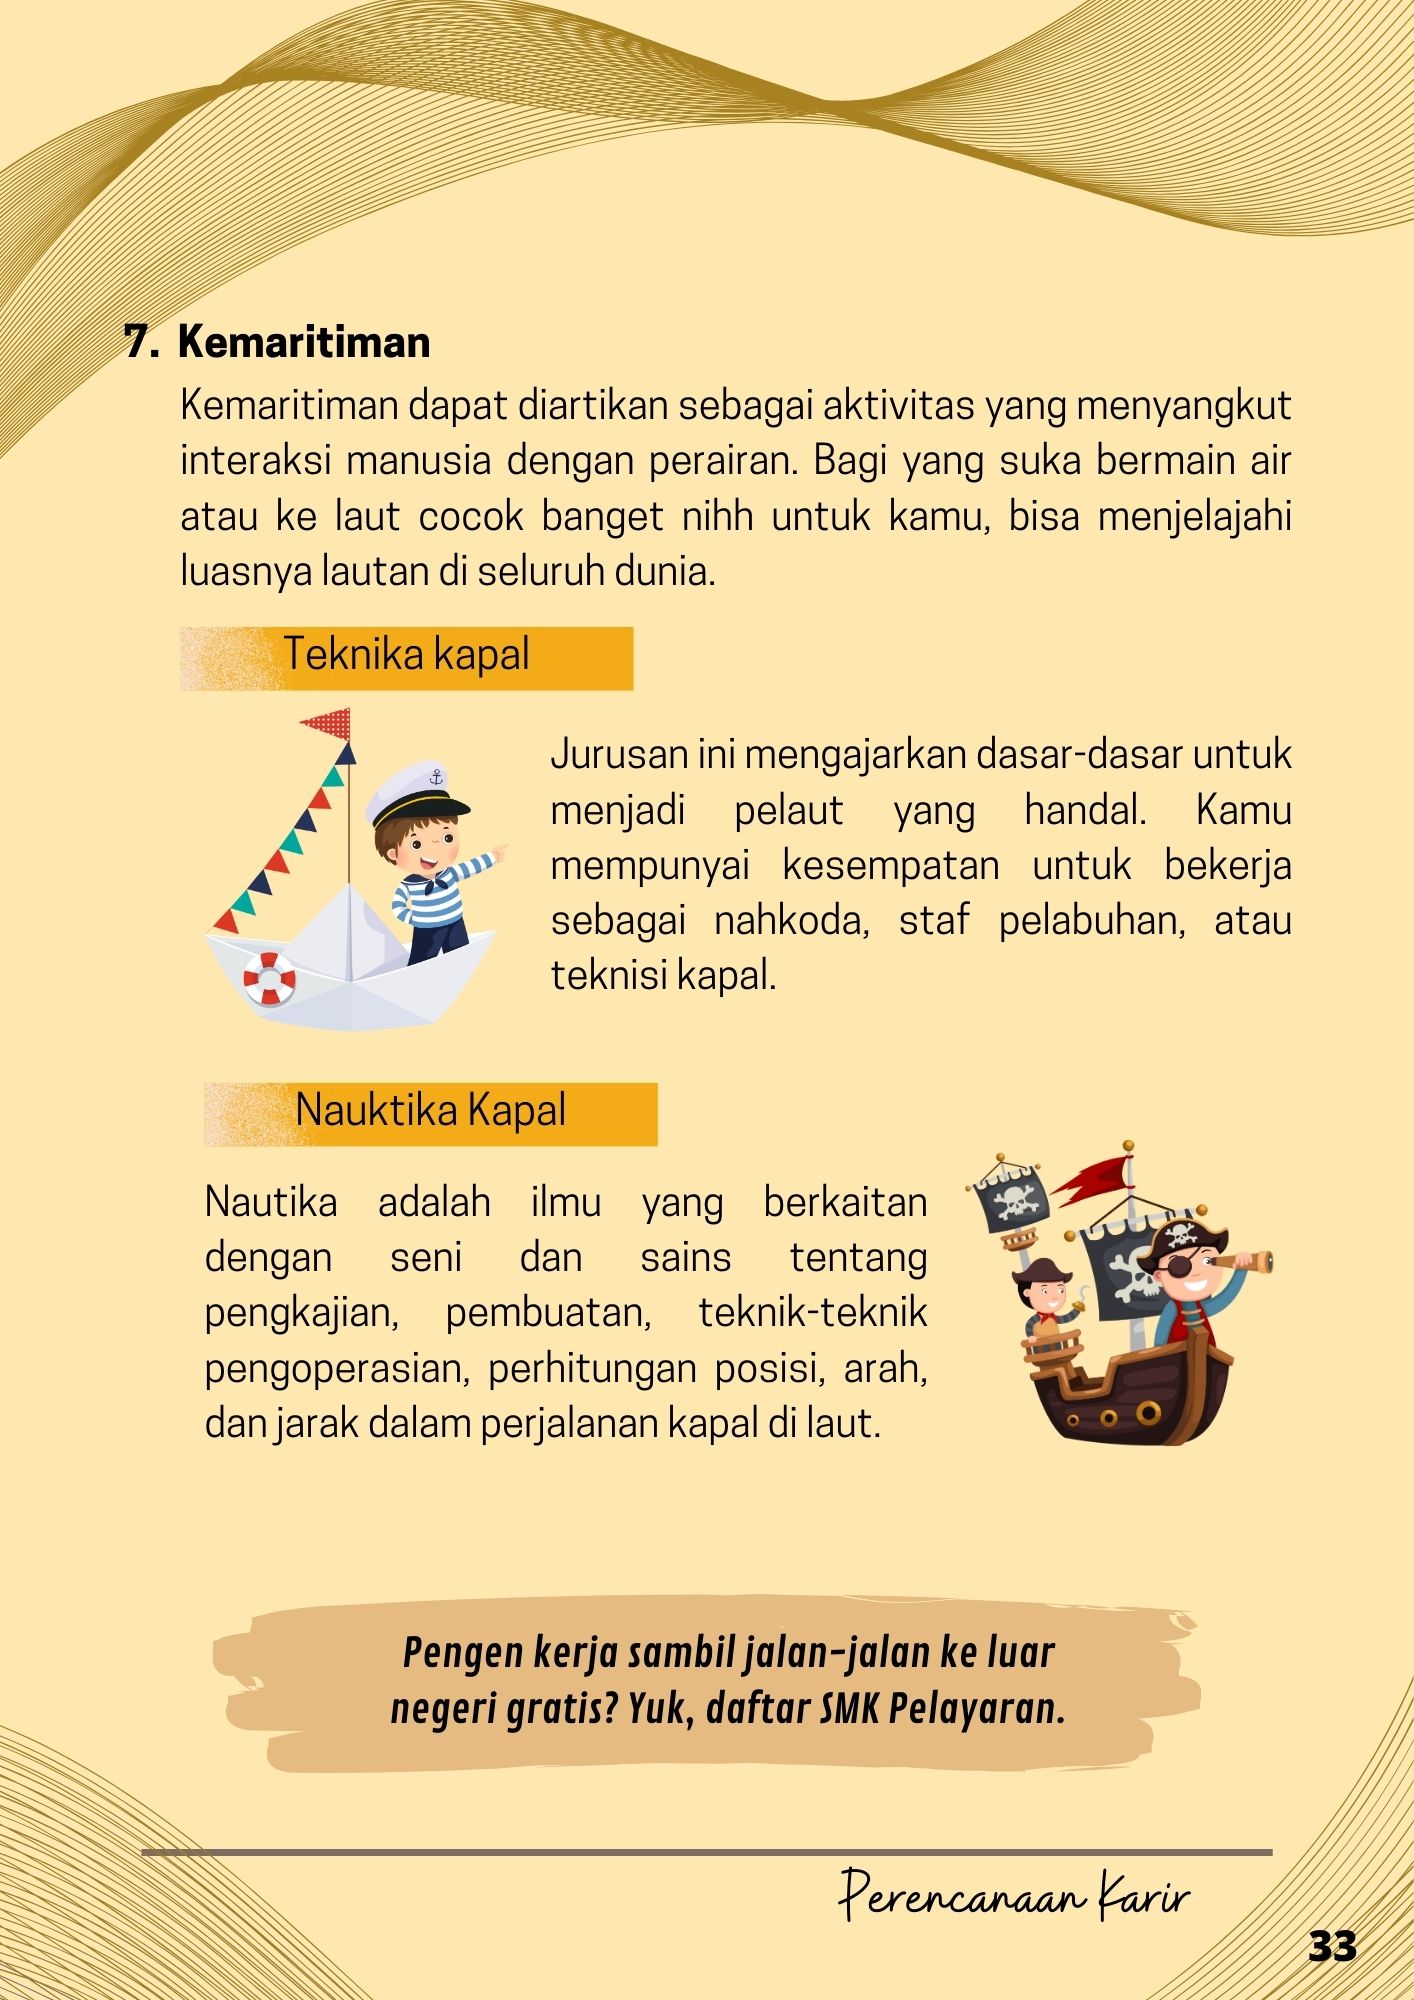 7. Kemaritiman
Kemaritiman dapat diartikan sebagai aktivitas yang menyangkut
interaksi manusia dengan perairan. Bagi yang suka bermain air
atau ke laut cocok banget nihh untuk kamu, bisa menjelajahi
luasnya lautan di seluruh dunia.
Teknika kapal
Jurusan ini mengajarkan dasar-dasar untuk
menjadi pelaut yang handal. Kamu
mempunyai kesempatan untuk bekerja
sebagai nahkoda, staf pelabuhan, atau
teknisi kapal.
Nauktika Kapal
Nautika adalah ilmu yang berkaitan
dengan seni dan sains tentang
pengkajian, pembuatan, teknik-teknik
pengoperasian, perhitungan posisi, arah,
dan jarak dalam perjalanan kapal di laut.
Pengen kerja sambil jalan-jalan ke luar
negeri gratis? Yuk, daftar SMK Pelayaran.
Perencanaan Karir
33